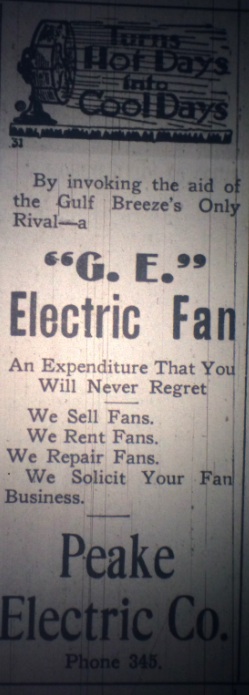 Turns
Hot Days
into
Cool Days
31
By invoking the aid of
the Gulf Breeze's Only
Rival—a
"G. E."
Electric Fan
An Expenditure That You
Will Never Regret
We Sell Fans.
We Rent Fans.
We Repair Fans.
We Solicit Your Fan
Business.
Peake
Electric Co.
Phone 345.